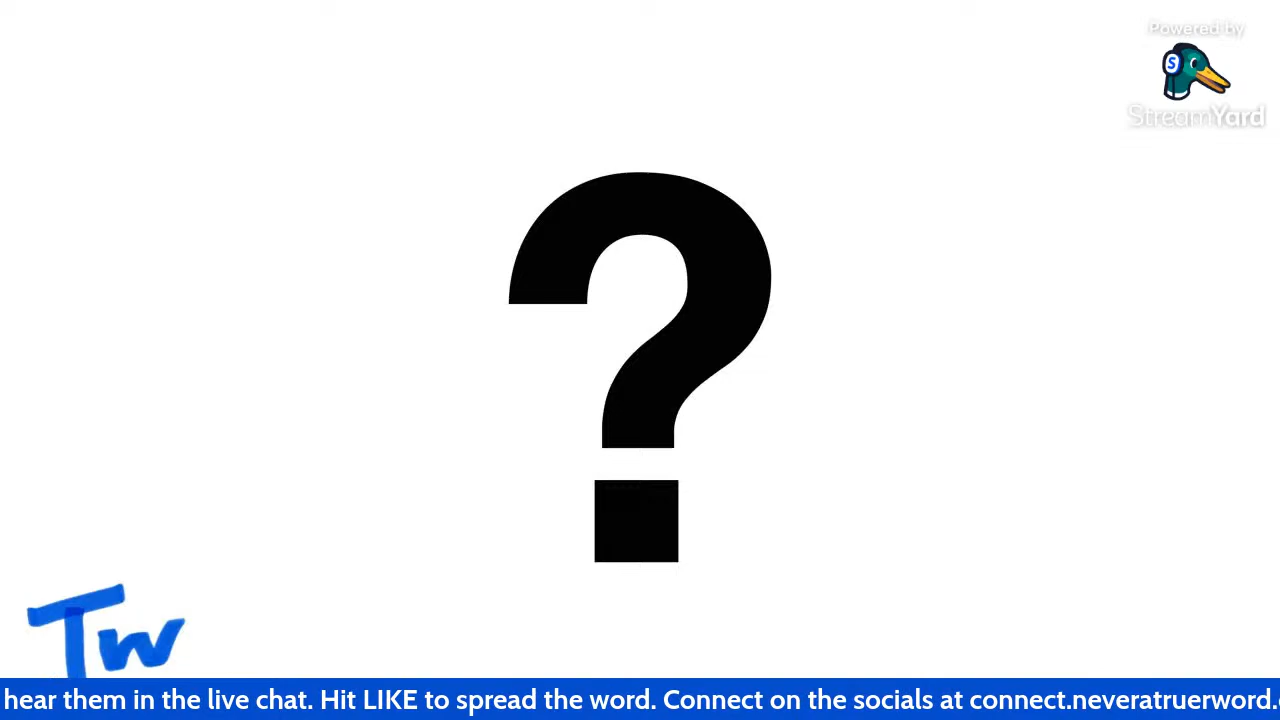 Powered by
StreamYard
?
Tw
hear them in the live chat. Hit LIKE to spread the word. Connect on the socials at connect.neveratruerword.